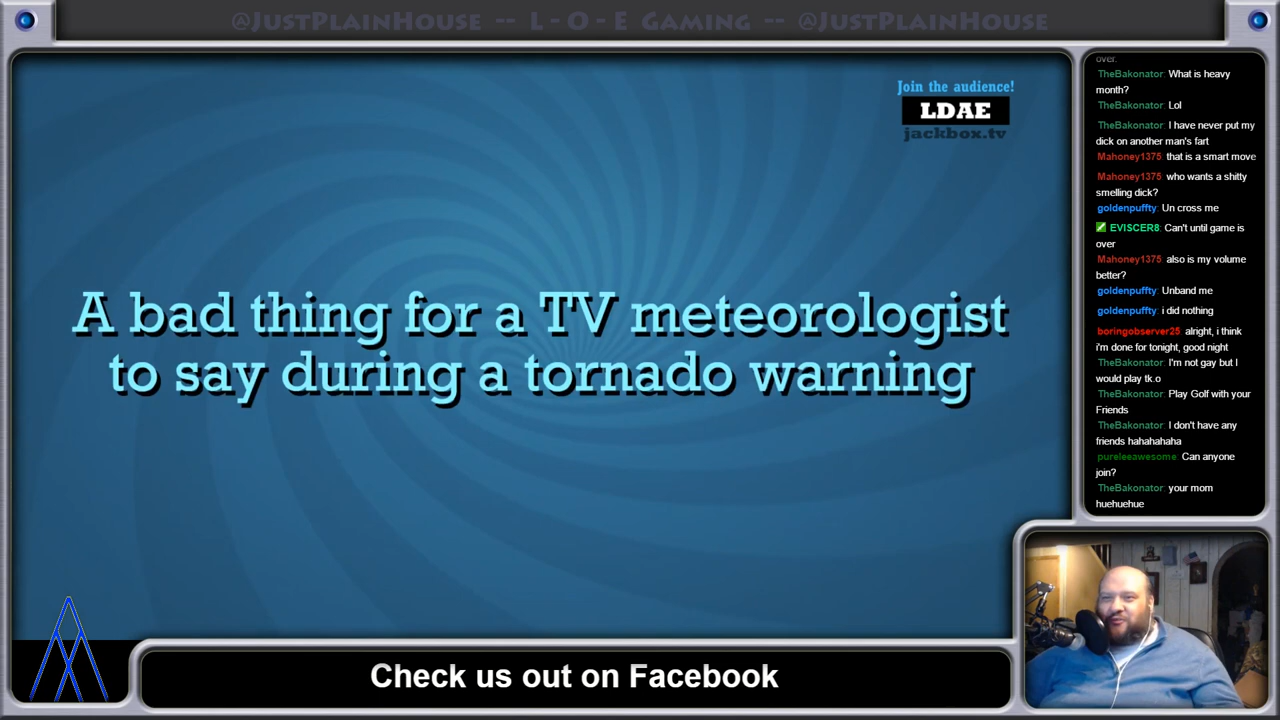 @JustPlainHouse -- L - O - E Gaming -- @JustPlainHouse
Join the audience!
LDAE
jackbox.tv
A bad thing for a TV meteorologist
to say during a tornado warning
over.
TheBakonator: What is heavy
month?
TheBakonator: Lol
TheBakonator: I have never put my
dick on another man's fart
Mahoney1375: that is a smart move
Mahoney1375: who wants a shitty
smelling dick?
goldenpuffty: Un cross me
EVISCER8: Can't until game is
over
Mahoney1375: also is my volume
better?
goldenpuffty: Unband me
goldenpuffty: i did nothing
boringobserver25: alright, i think
i'm done for tonight, good night
TheBakonator: I'm not gay but I
would play tk.o
TheBakonator: Play Golf with your
Friends
TheBakonator: I don't have any
friends hahahahaha
pureleeawesome: Can anyone
join?
TheBakonator: your mom
huehuehue
Check us out on Facebook